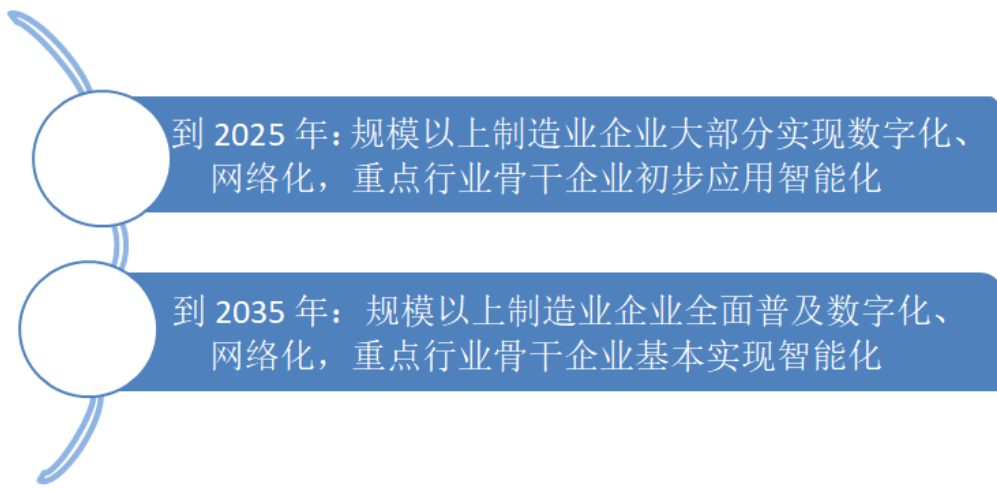 到 2025 年：规模以上制造业企业大部分实现数字化、
网络化，重点行业骨干企业初步应用智能化
到 2035 年：规模以上制造业企业全面普及数字化、
网络化，重点行业骨干企业基本实现智能化